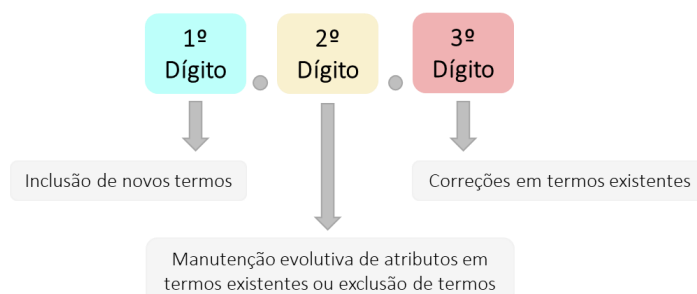 1º
Dígito
2º
Dígito
3º
Dígito
Inclusão de novos termos
Correções em termos existentes
Manutenção evolutiva de atributos em
termos existentes ou exclusão de termos